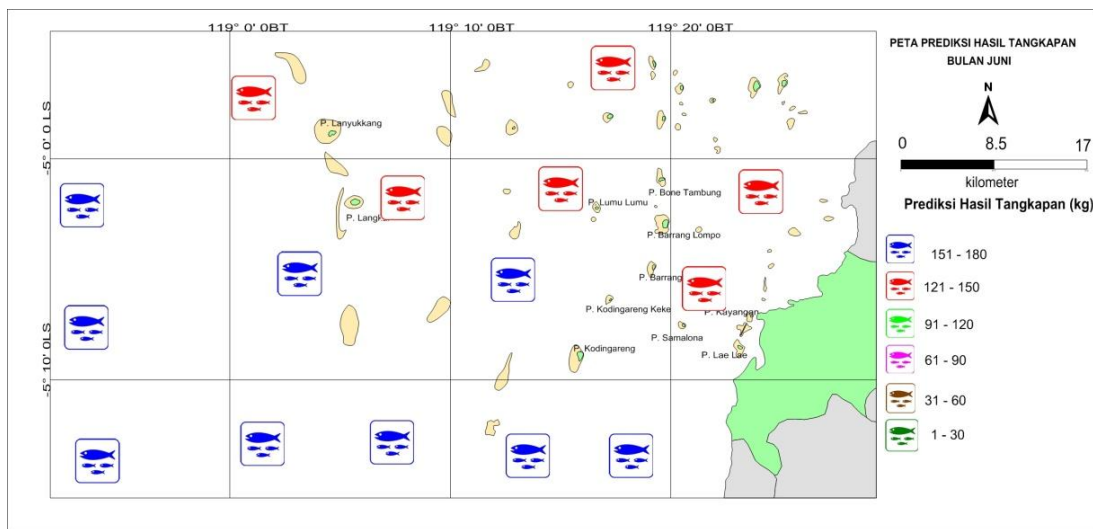 119° 0' 0BT
119° 10' 0BT
119° 20' 0BT
-5° 0' 0 LS
-5° 10' 0LS
P. Lanyukkang
P. Bone Tambung
P. Lumu Lumu
P. Barrang Lompo
P. Barrang
P. Kodingareng Keke
P. Kayangan
P. Samalona
P. Kodingareng
P. Lae Lae
PETA PREDIKSI HASIL TANGKAPAN
BULAN JUNI
N
0 8.5 17
kilometer
Prediksi Hasil Tangkapan (kg)
151 - 180
121 - 150
91 - 120
61 - 90
31 - 60
1 - 30